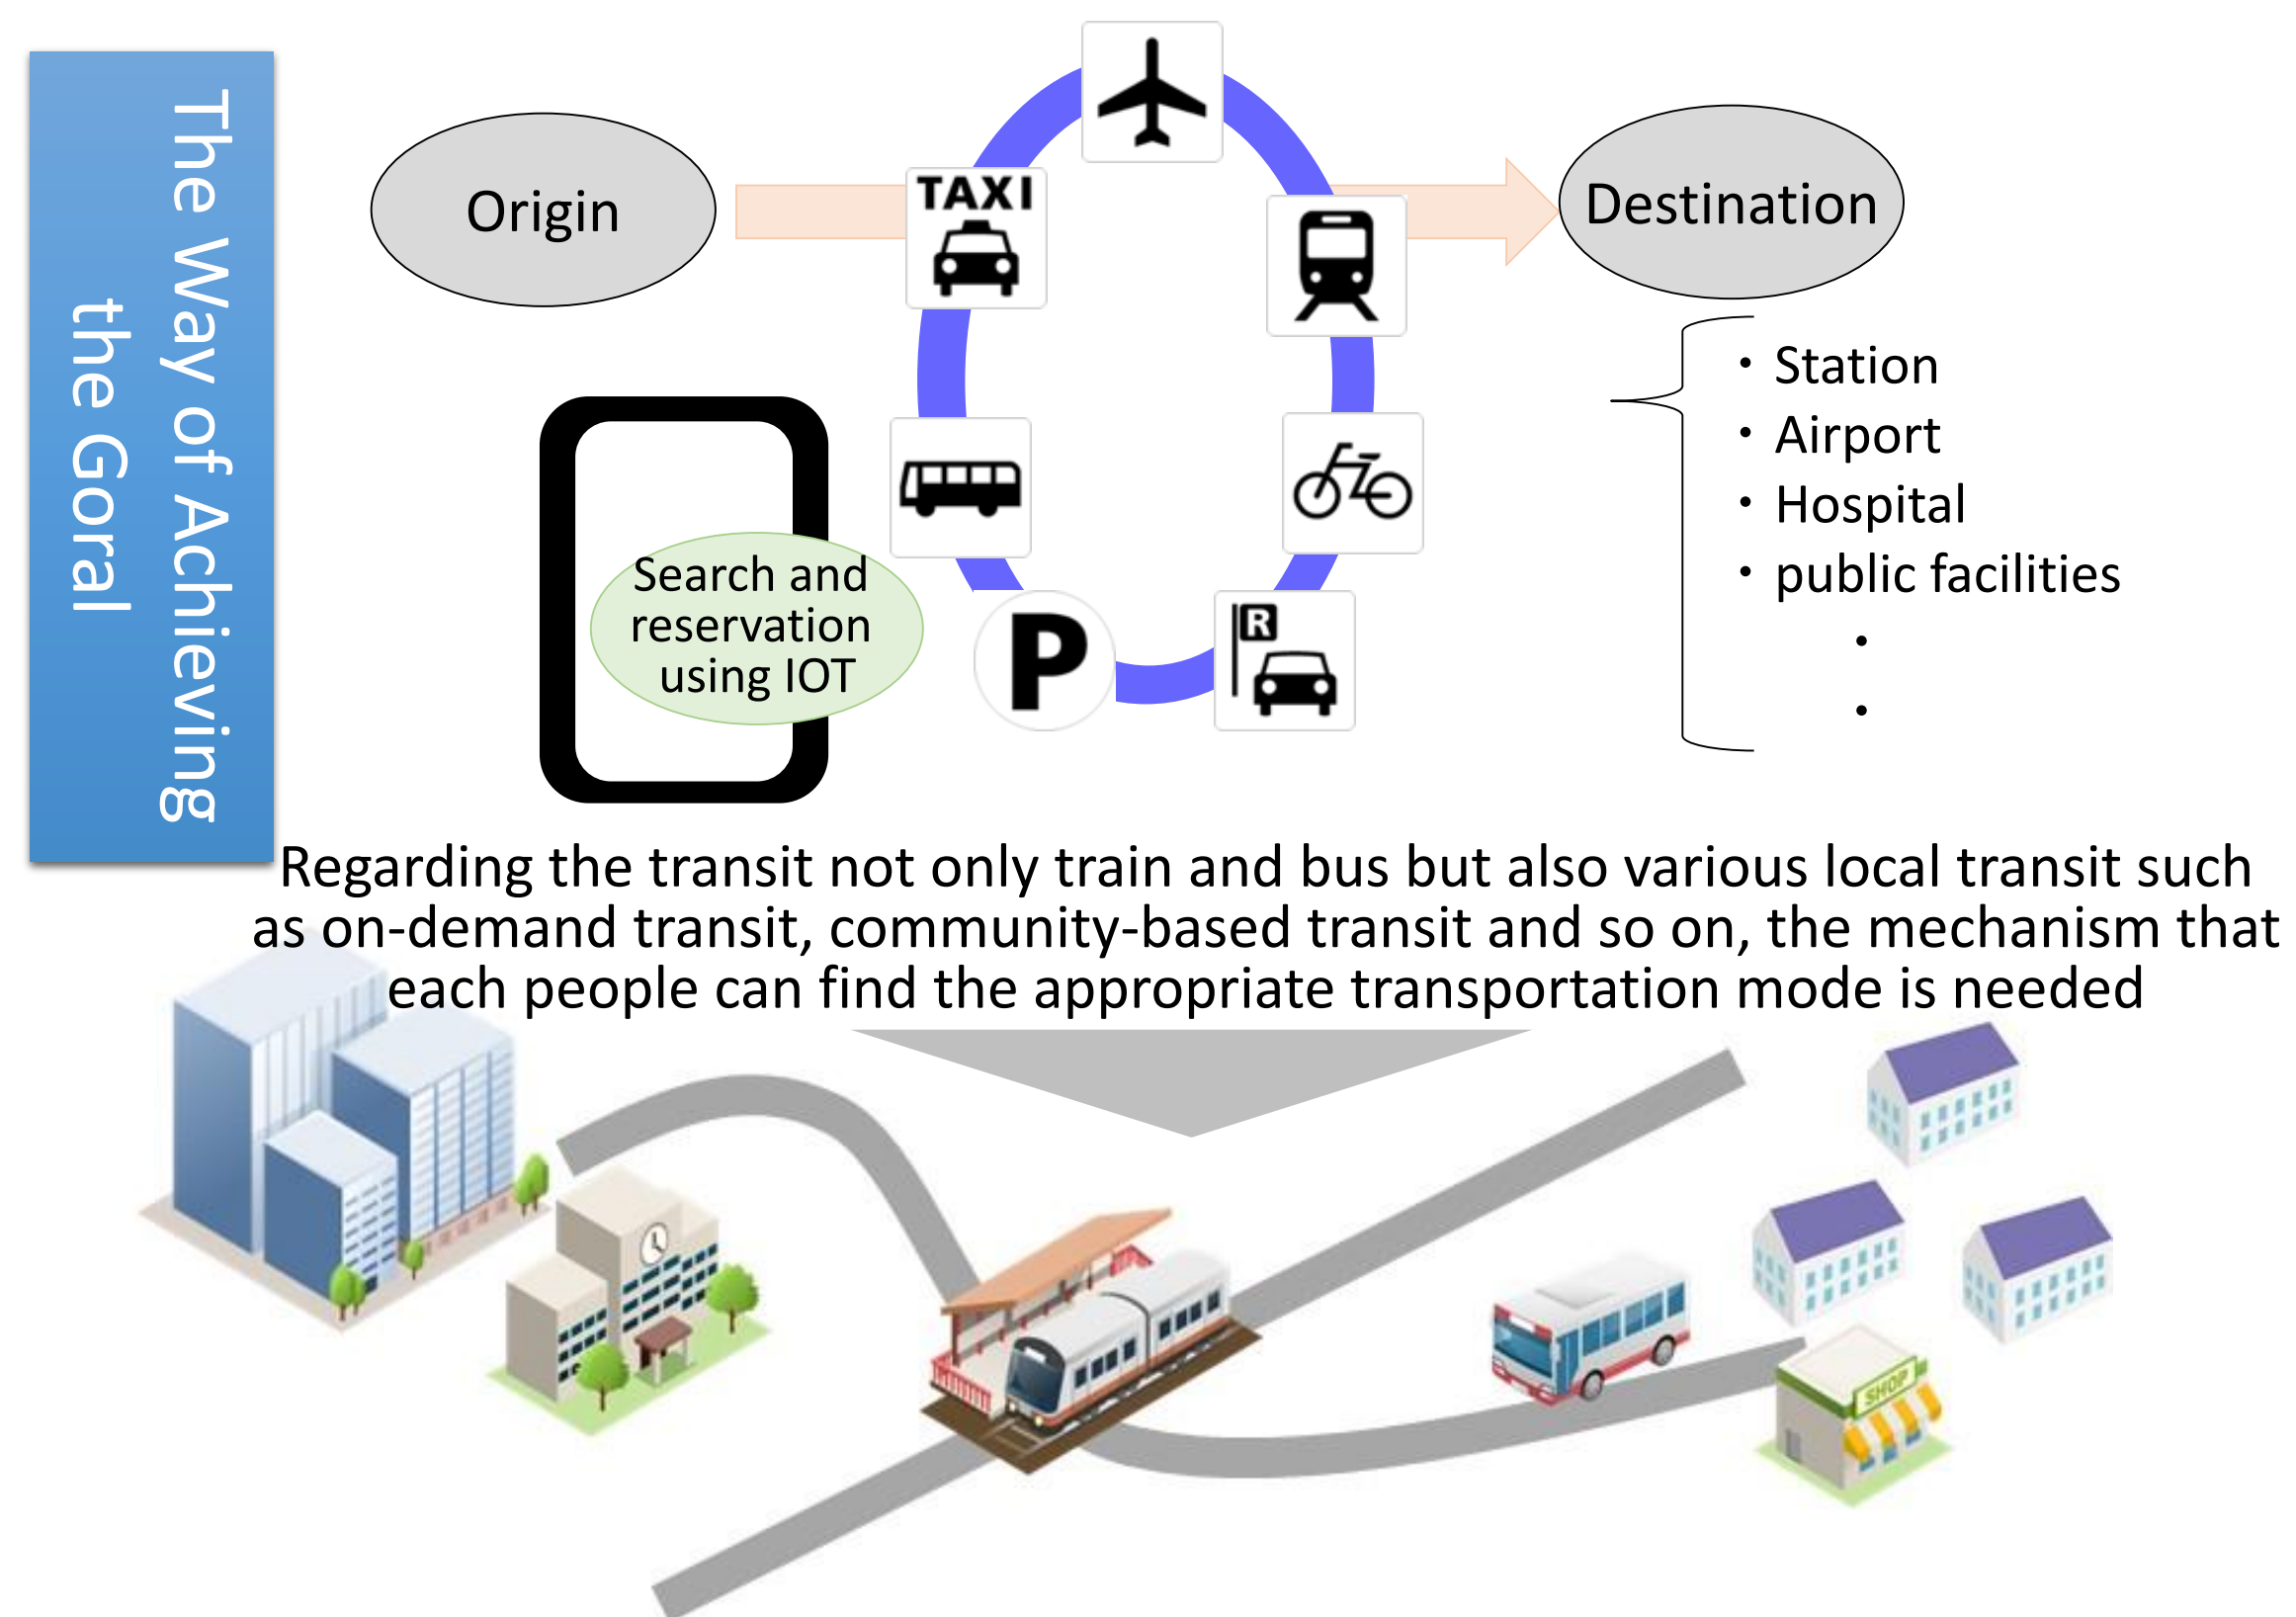 The Way of Achieving
the Goral
Origin
TAXI
Destination
・Station
・Airport
・Hospital
・public facilities
・
・
Search and
reservation
using IOT
P
R
Regarding the transit not only train and bus but also various local transit such
as on-demand transit, community-based transit and so on, the mechanism that
each people can find the appropriate transportation mode is needed
SHOP